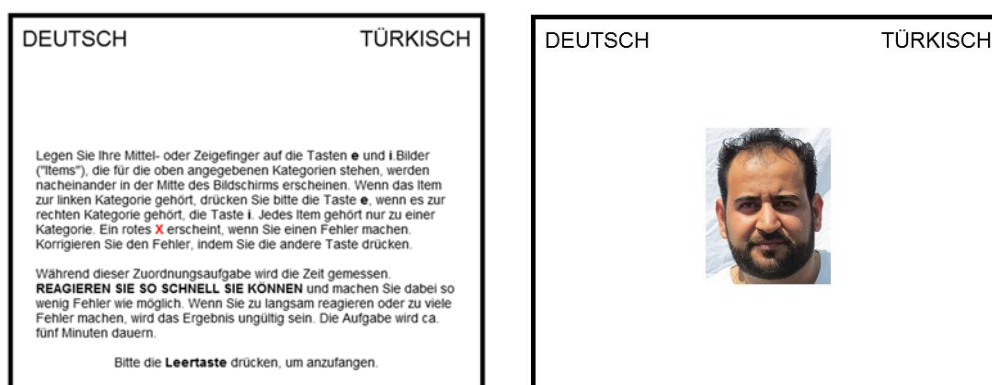 DEUTSCH TÜRKISCH
Legen Sie Ihre Mittel- oder Zeigefinger auf die Tasten e und i.Bilder
("Items"), die für die oben angegebenen Kategorien stehen, werden
nacheinander in der Mitte des Bildschirms erscheinen. Wenn das Item
zur linken Kategorie gehört, drücken Sie bitte die Taste e, wenn es zur
rechten Kategorie gehört, die Taste i. Jedes Item gehört nur zu einer
Kategorie. Ein rotes X erscheint, wenn Sie einen Fehler machen.
Korrigieren Sie den Fehler, indem Sie die andere Taste drücken.
Während dieser Zuordnungsaufgabe wird die Zeit gemessen.
REAGIEREN SIE SO SCHNELL SIE KÖNNEN und machen Sie dabei so
wenig Fehler wie möglich. Wenn Sie zu langsam reagieren oder zu viele
Fehler machen, wird das Ergebnis ungültig sein. Die Aufgabe wird ca.
fünf Minuten dauern.
Bitte die Leertaste drücken, um anzufangen.
DEUTSCH TÜRKISCH